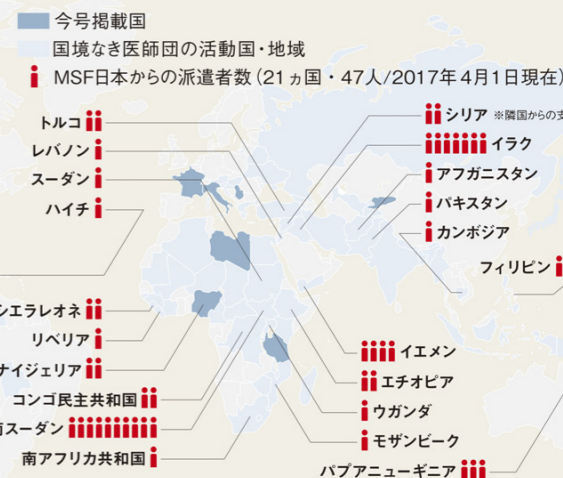 今号掲載国
国境なき医師団の活動国・地域
MSF日本からの派遣者数(21ヵ国・47人/2017年4月1日現在)
トルコ
レバノン
スーダン
ハイチ
シリア ※隣国からの支
イラク
アフガニスタン
パキスタン
カンボジア
フィリピン
シエラレオネ
リベリア
ナイジェリア
コンゴ民主共和国
南スーダン
南アフリカ共和国
イエメン
エチオピア
ウガンダ
モザンビーク
パプアニューギニア